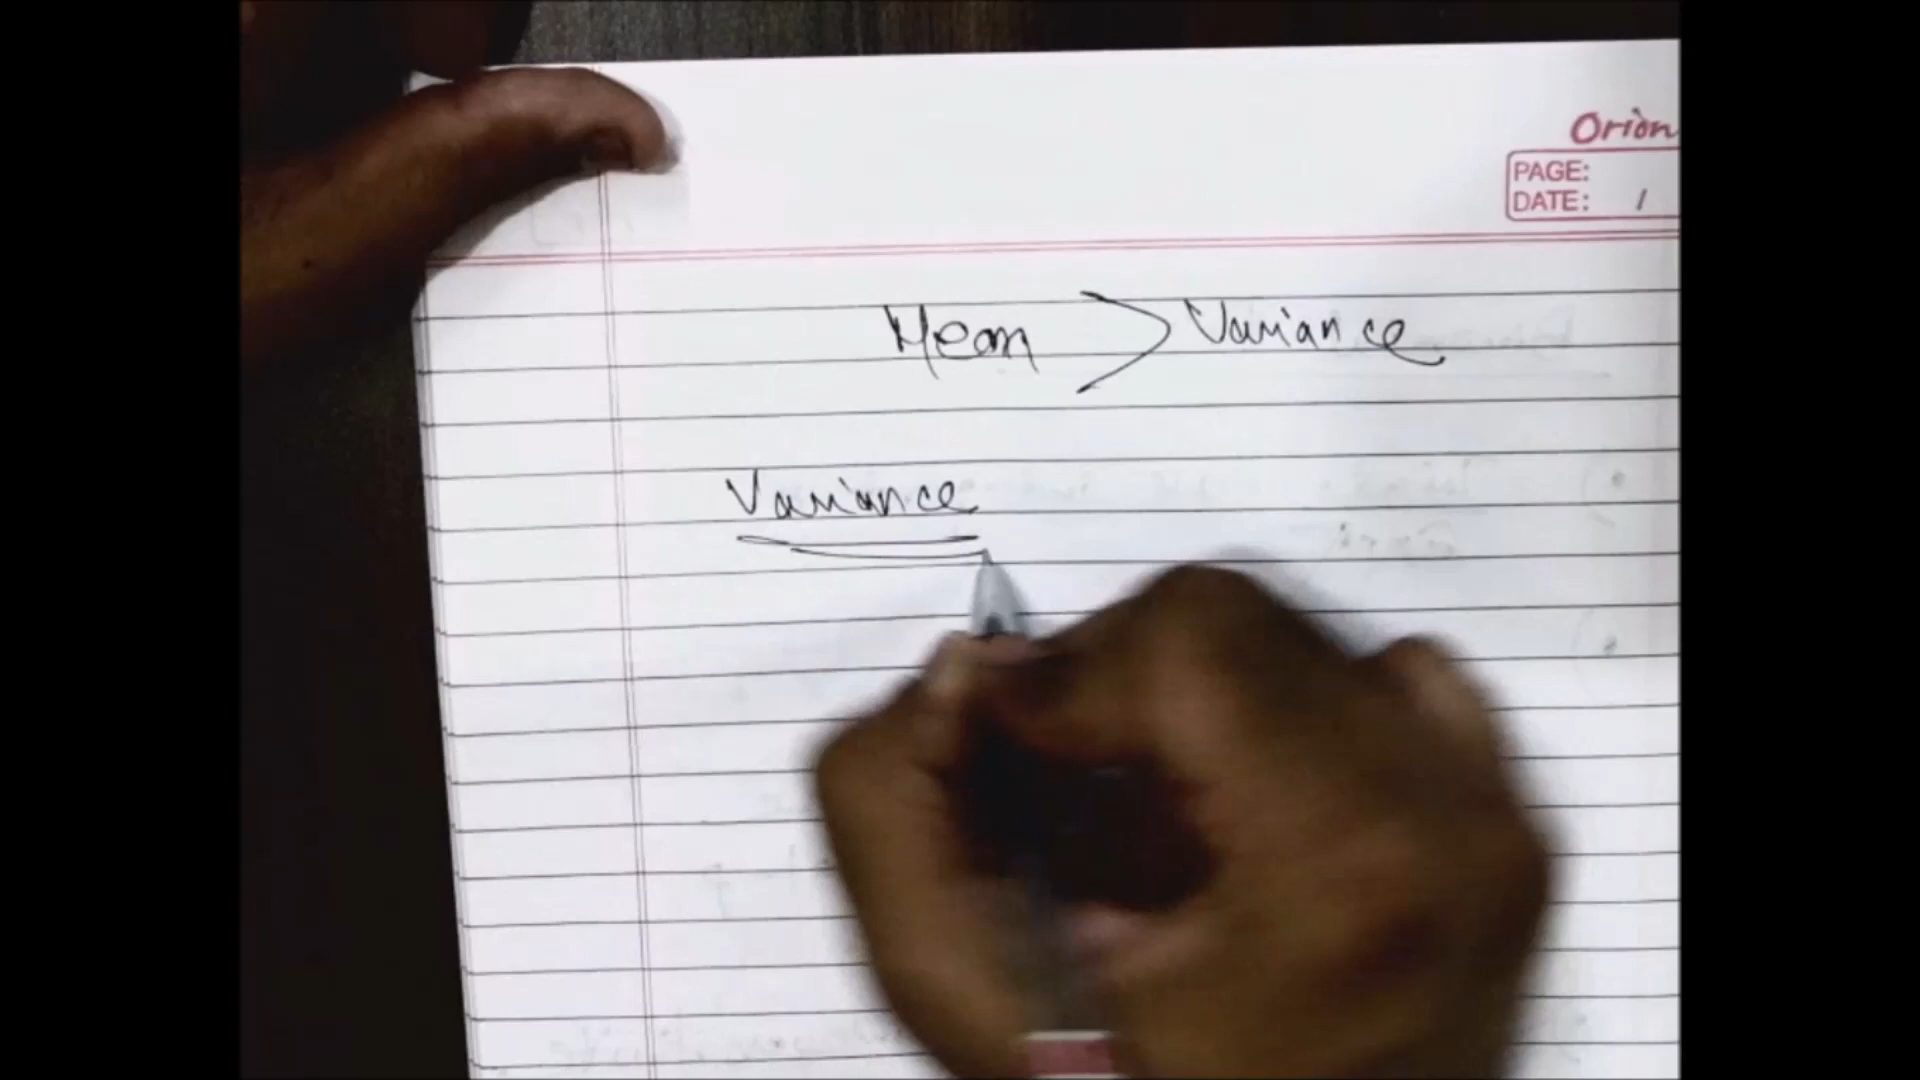 Orion
PAGE:
DATE: /
Mean > Variance
Variance